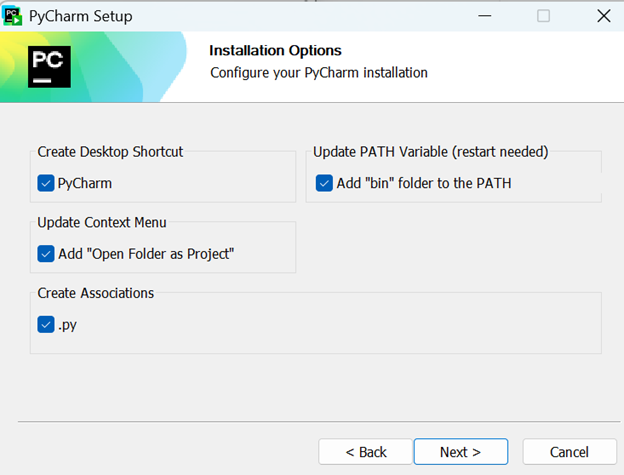 PyCharm Setup
PC
Installation Options
Configure your PyCharm installation
Create Desktop Shortcut
PyCharm
Update PATH Variable (restart needed)
Add "bin" folder to the PATH
Update Context Menu
Add "Open Folder as Project"
Create Associations
.py
< Back
Next >
Cancel